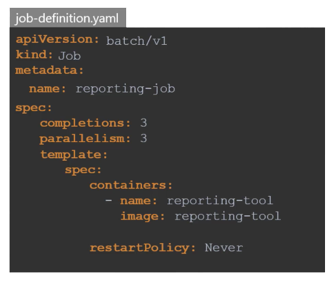 job-definition.yaml
apiVersion: batch/v1
kind: Job
metadata:
  name: reporting-job
spec:
    completions: 3
    parallelism: 3
    template:
        spec:
            containers:
              - name: reporting-tool
                image: reporting-tool
            restartPolicy: Never